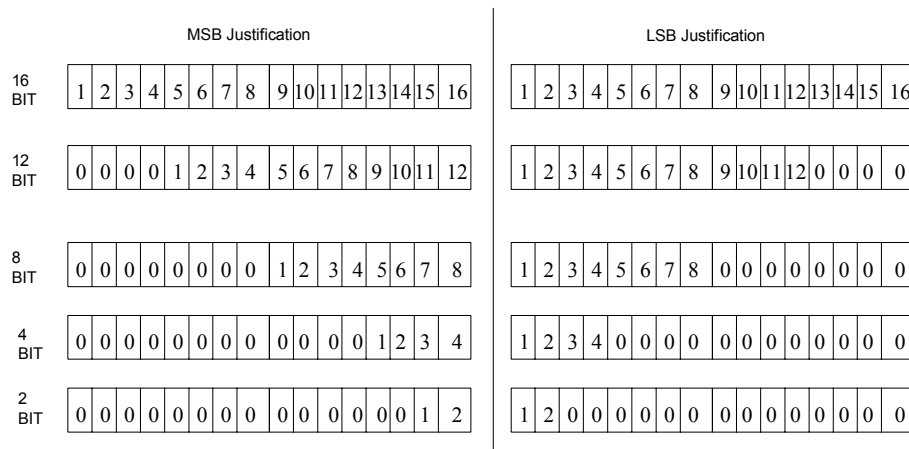 MSB Justification LSB Justification
16 BIT 1 2 3 4 5 6 7 8 9 10 11 12 13 14 15 16 1 2 3 4 5 6 7 8 9 10 11 12 13 14 15 16
12 BIT 0 0 0 0 1 2 3 4 5 6 7 8 9 10 11 12 1 2 3 4 5 6 7 8 9 10 11 12 0 0 0 0
8 BIT 0 0 0 0 0 0 0 0 1 2 3 4 5 6 7 8 1 2 3 4 5 6 7 8 0 0 0 0 0 0 0 0
4 BIT 0 0 0 0 0 0 0 0 0 0 0 0 1 2 3 4 1 2 3 4 0 0 0 0 0 0 0 0 0 0 0 0
2 BIT 0 0 0 0 0 0 0 0 0 0 0 0 0 0 1 2 1 2 0 0 0 0 0 0 0 0 0 0 0 0 0 0